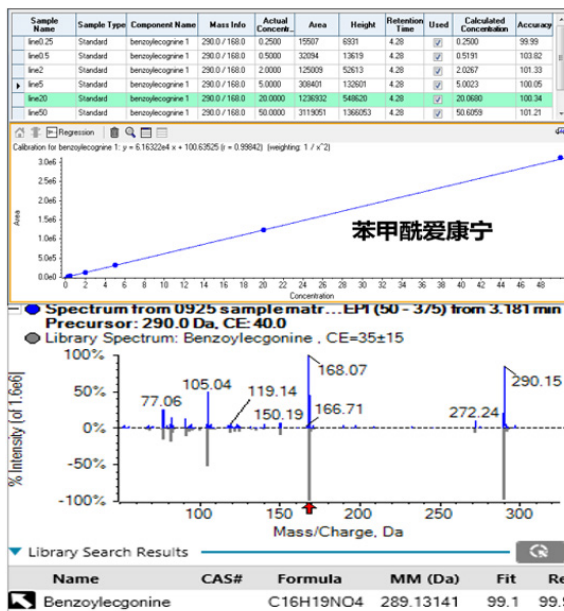 Sample Name Sample Type Component Name Mass Info Actual Concentr... Area Height Retention Time Used Calculated Concentration Accuracy
line0.25 Standard benzoylecognine 1 290.0 / 168.0 0.2500 15507 6931 4.28 0.2500 99.99
line0.5 Standard benzoylecognine 1 290.0 / 168.0 0.5000 32094 13619 4.28 0.5191 103.82
line2 Standard benzoylecognine 1 290.0 / 168.0 2.0000 125009 52613 4.28 2.0267 101.33
line5 Standard benzoylecognine 1 290.0 / 168.0 5.0000 308401 132601 4.28 5.0023 100.05
line20 Standard benzoylecognine 1 290.0 / 168.0 20.0000 1236932 548620 4.28 20.0680 100.34
line50 Standard benzoylecognine 1 290.0 / 168.0 50.0000 3119051 1366053 4.28 50.6059 101.21
Regression
Calibration for benzoylecognine 1: y = 6.16322e4 x + 100.63525 (r = 0.99842) (weighting: 1 / x^2)
3.0e6
2.5e6
2.0e6
1.5e6
1.0e6
5.0e5
0.0e0
Area
苯甲酰爱康宁
2 4 6 8 10 12 14 16 18 20 22 24 26 28 30 32 34 36 38 40 42 44 46 48
Concentration
Spectrum from 0925 sample matr...EPI (50 - 375) from 3.181 min
Precursor: 290.0 Da, CE: 40.0
Library Spectrum: Benzoylecgonine , CE=35±15
% Intensity (of 1.6e6)
100%
50%
0%
-50%
-100%
77.06
105.04
119.14
150.19
168.07
166.71
272.24
290.15
100 150 200 250 300
Mass/Charge, Da
Library Search Results
Name CAS# Formula MM (Da) Fit Re
Benzoylecgonine C16H19NO4 289.13141 99.1 99.